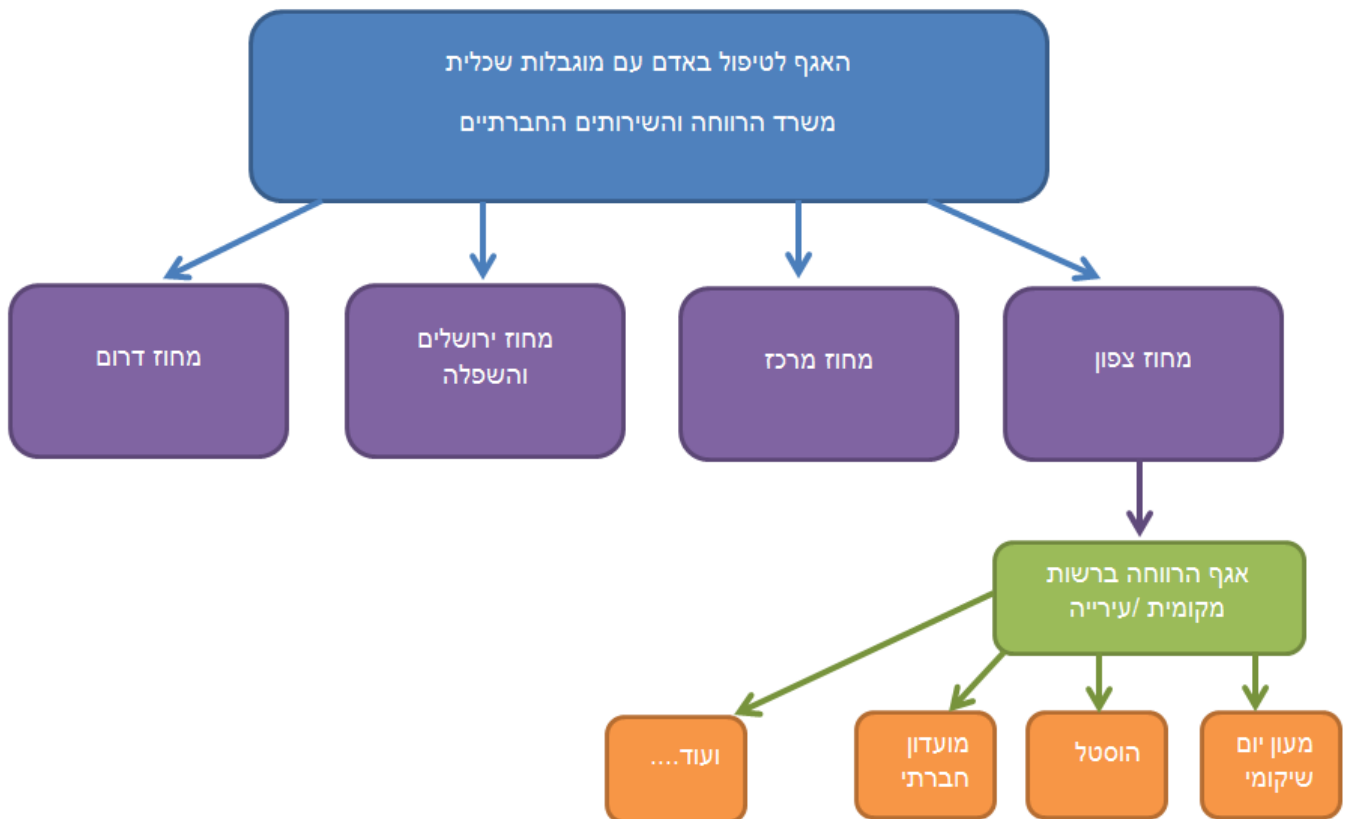 האגף לטיפול באדם עם מוגבלות שכלית
משרד הרווחה והשירותים החברתיים
מחוז צפון
מחוז מרכז
מחוז ירושלים
והשפלה
מחוז דרום
אגף הרווחה ברשות
מקומית /עירייה
מעון יום
שיקומי
הוסטל
מועדון
חברתי
ועוד....